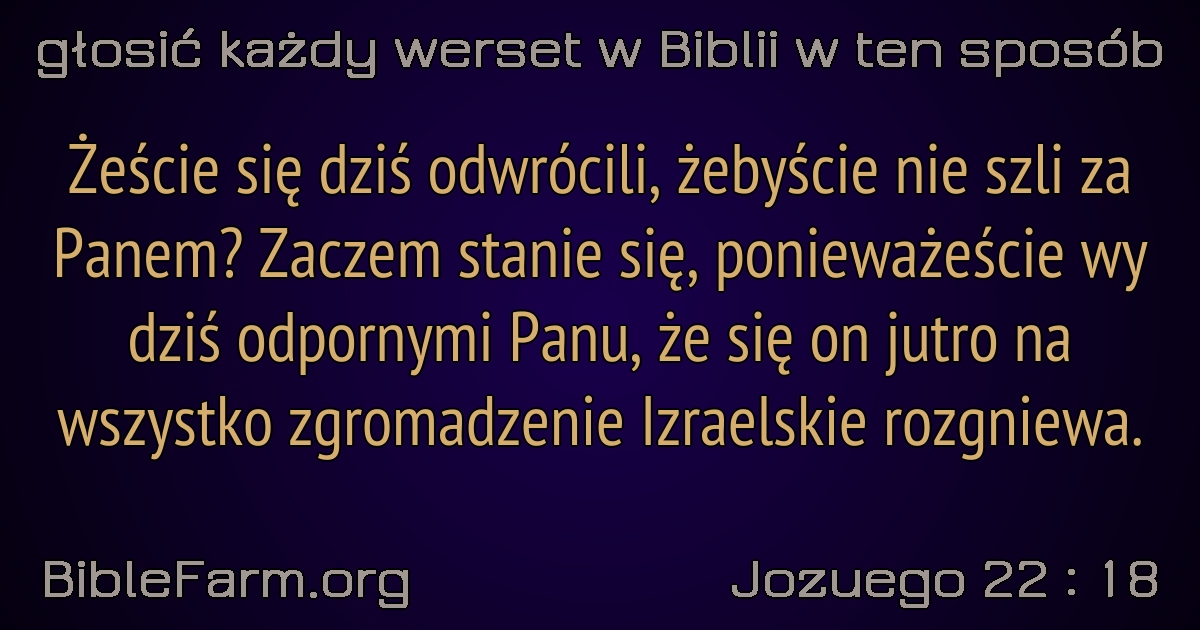 głosić każdy werset w Biblii w ten sposób
Żeście się dziś odwrócili, żebyście nie szli za
Panem? Zaczem stanie się, ponieważeście wy
dziś odpornymi Panu, że się on jutro na
wszystko zgromadzenie Izraelskie rozgniewa.
BibleFarm.org
Jozuego 22 : 18